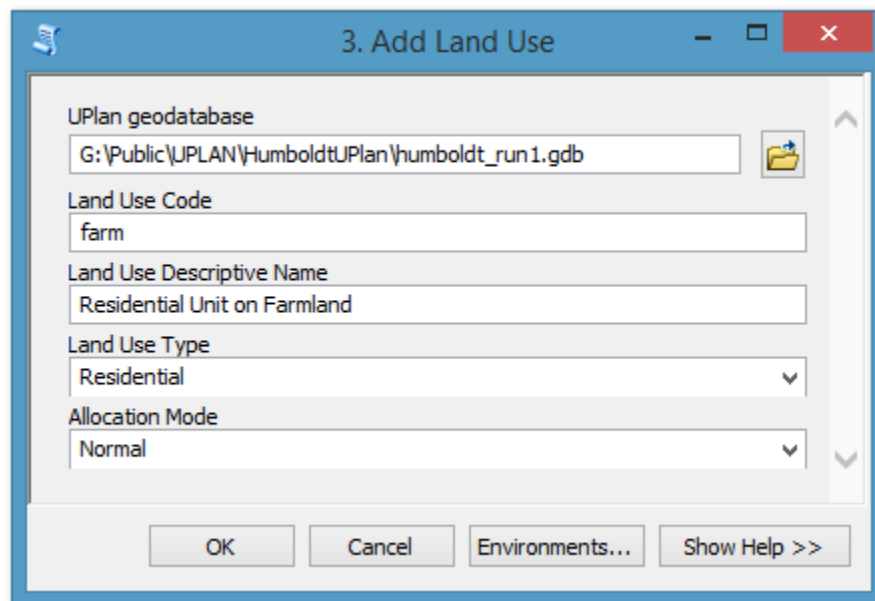 3. Add Land Use
UPlan geodatabase
G:\Public\UPLAN\HumboldtUPlan\humboldt_run1.gdb
Land Use Code
farm
Land Use Descriptive Name
Residential Unit on Farmland
Land Use Type
Residential
Allocation Mode
Normal
OK Cancel Environments... Show Help >>